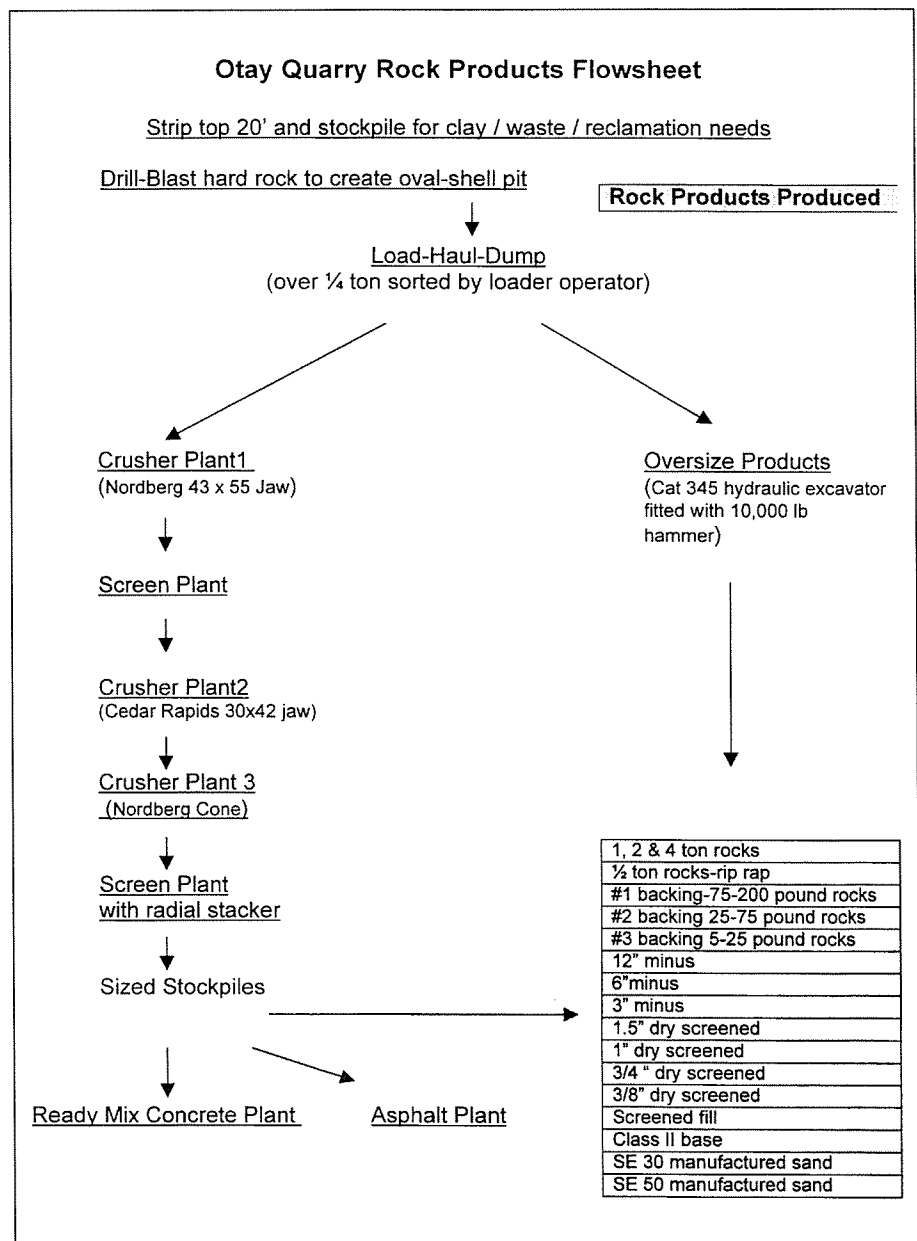 Otay Quarry Rock Products Flowsheet
Strip top 20' and stockpile for clay / waste / reclamation needs
Drill-Blast hard rock to create oval-shell pit
Rock Products Produced
Load-Haul-Dump
(over ¼ ton sorted by loader operator)
Crusher Plant1
(Nordberg 43 x 55 Jaw)
Oversize Products
(Cat 345 hydraulic excavator
fitted with 10,000 lb
hammer)
Screen Plant
Crusher Plant2
(Cedar Rapids 30x42 jaw)
Crusher Plant 3
(Nordberg Cone)
Screen Plant
with radial stacker
Sized Stockpiles
Ready Mix Concrete Plant
Asphalt Plant
1, 2 & 4 ton rocks
½ ton rocks-rip rap
#1 backing-75-200 pound rocks
#2 backing 25-75 pound rocks
#3 backing 5-25 pound rocks
12" minus
6"minus
3" minus
1.5" dry screened
1" dry screened
3/4 " dry screened
3/8" dry screened
Screened fill
Class II base
SE 30 manufactured sand
SE 50 manufactured sand